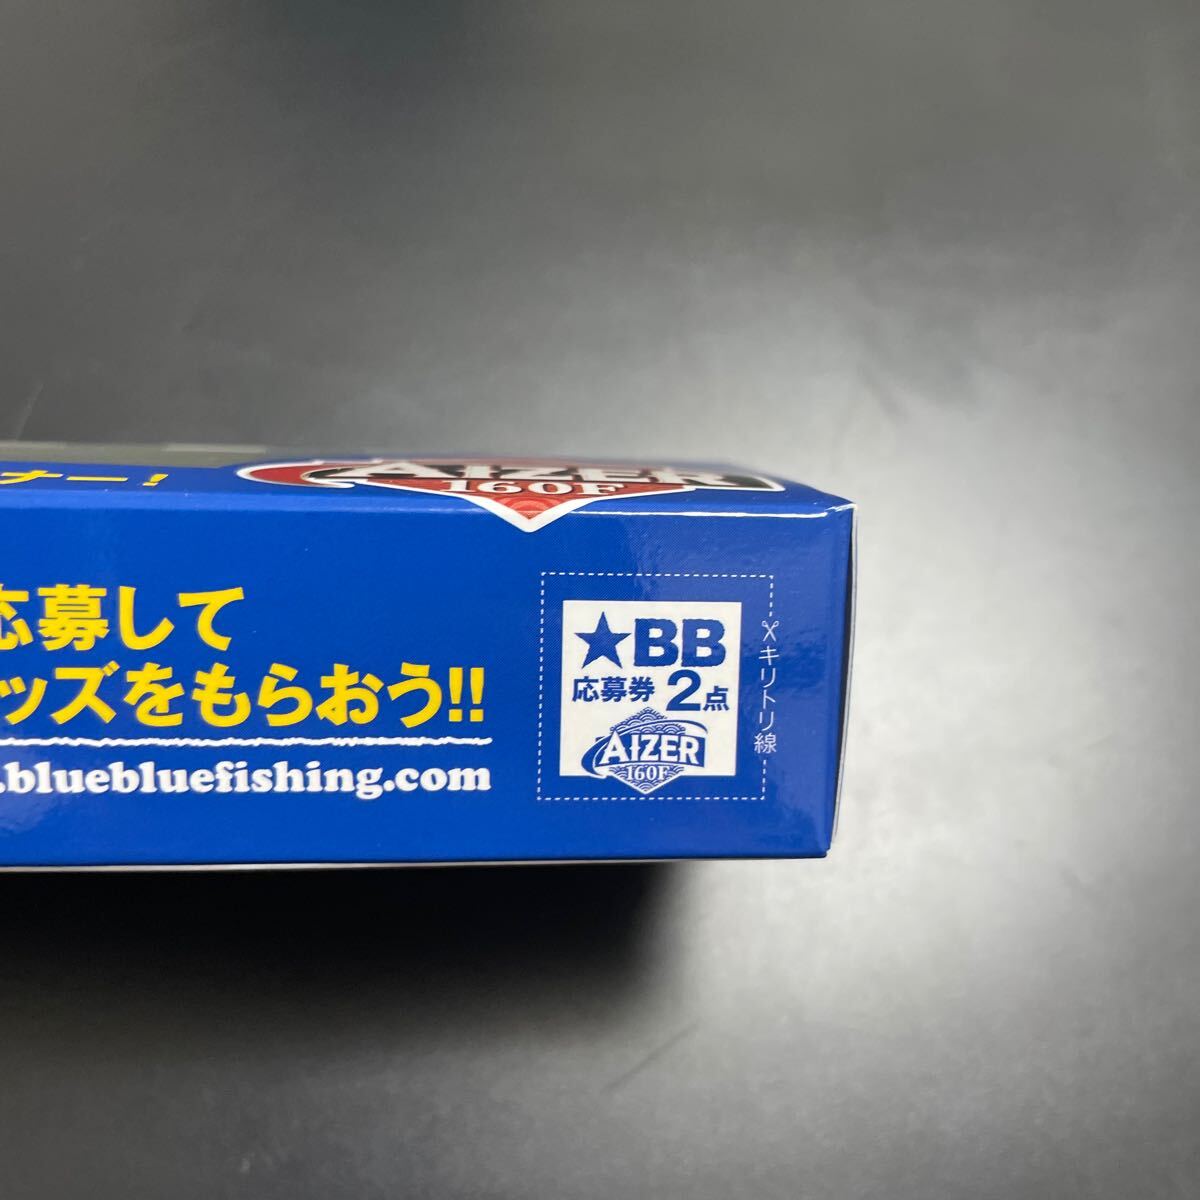 ナー!
AIZER
160F
応募して
ッズをもらおう!!
.bluebluefishing.com
★BB
応募券 2点
AIZER
160F
キリトリ線